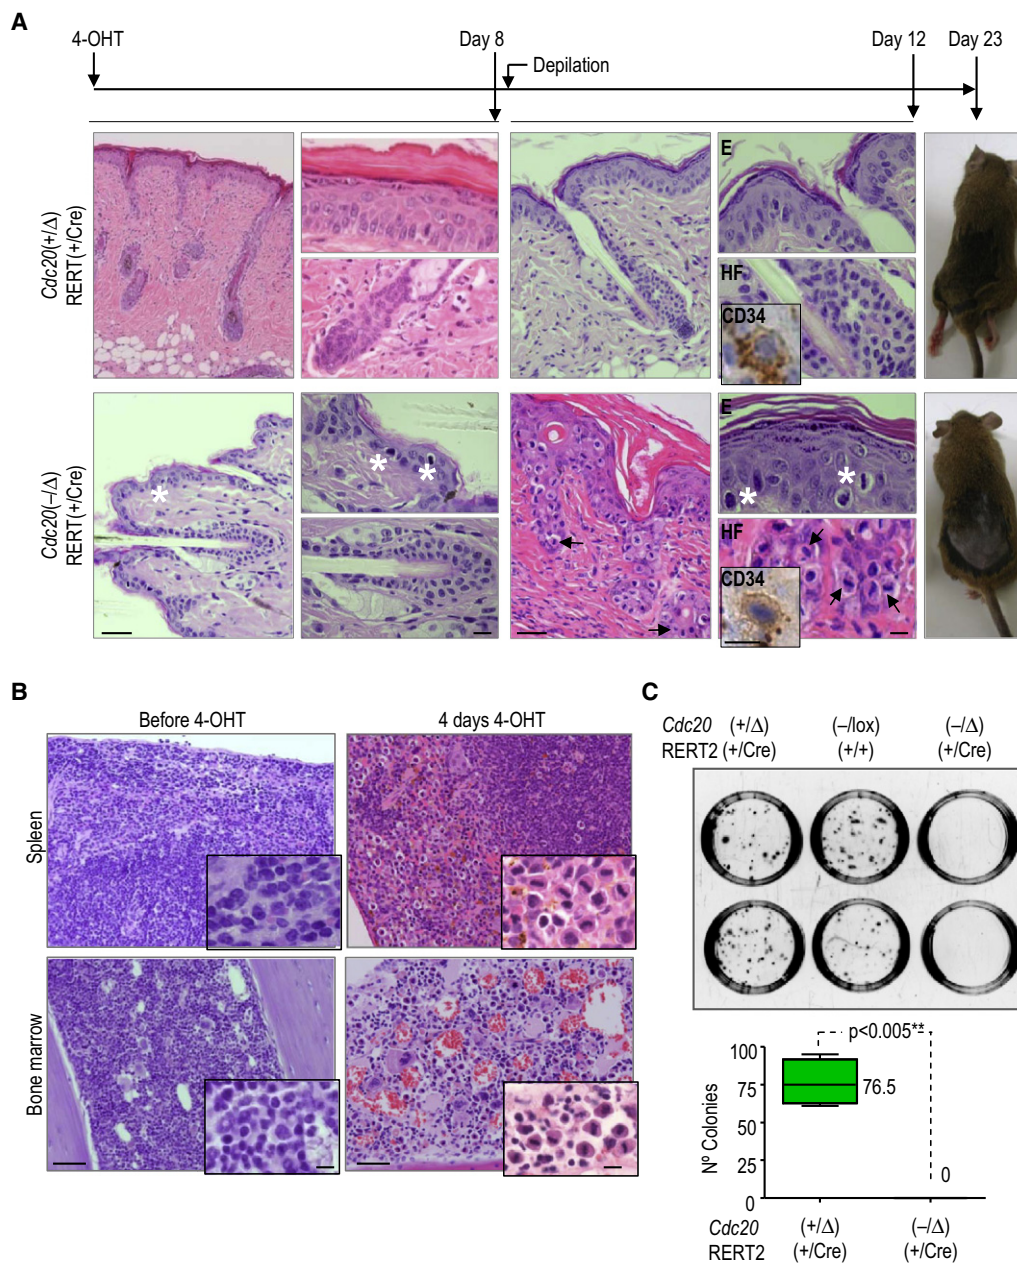 A
4-OHT
Day 8
Depilation
Day 12
Day 23
Cdc20(+/Δ)
RERT(+/Cre)
E
HF
CD34
Cdc20(–/Δ)
RERT(+/Cre)
*
*
*
E
*
*
HF
CD34
B
Before 4-OHT
4 days 4-OHT
Spleen
Bone marrow
C
Cdc20 (+/Δ) (–/lox) (–/Δ)
RERT2 (+/Cre) (+/+) (+/Cre)
p<0.005**
100
75
50
25
0
Nº Colonies
76.5
0
Cdc20 (+/Δ) (–/Δ)
RERT2 (+/Cre) (+/Cre)